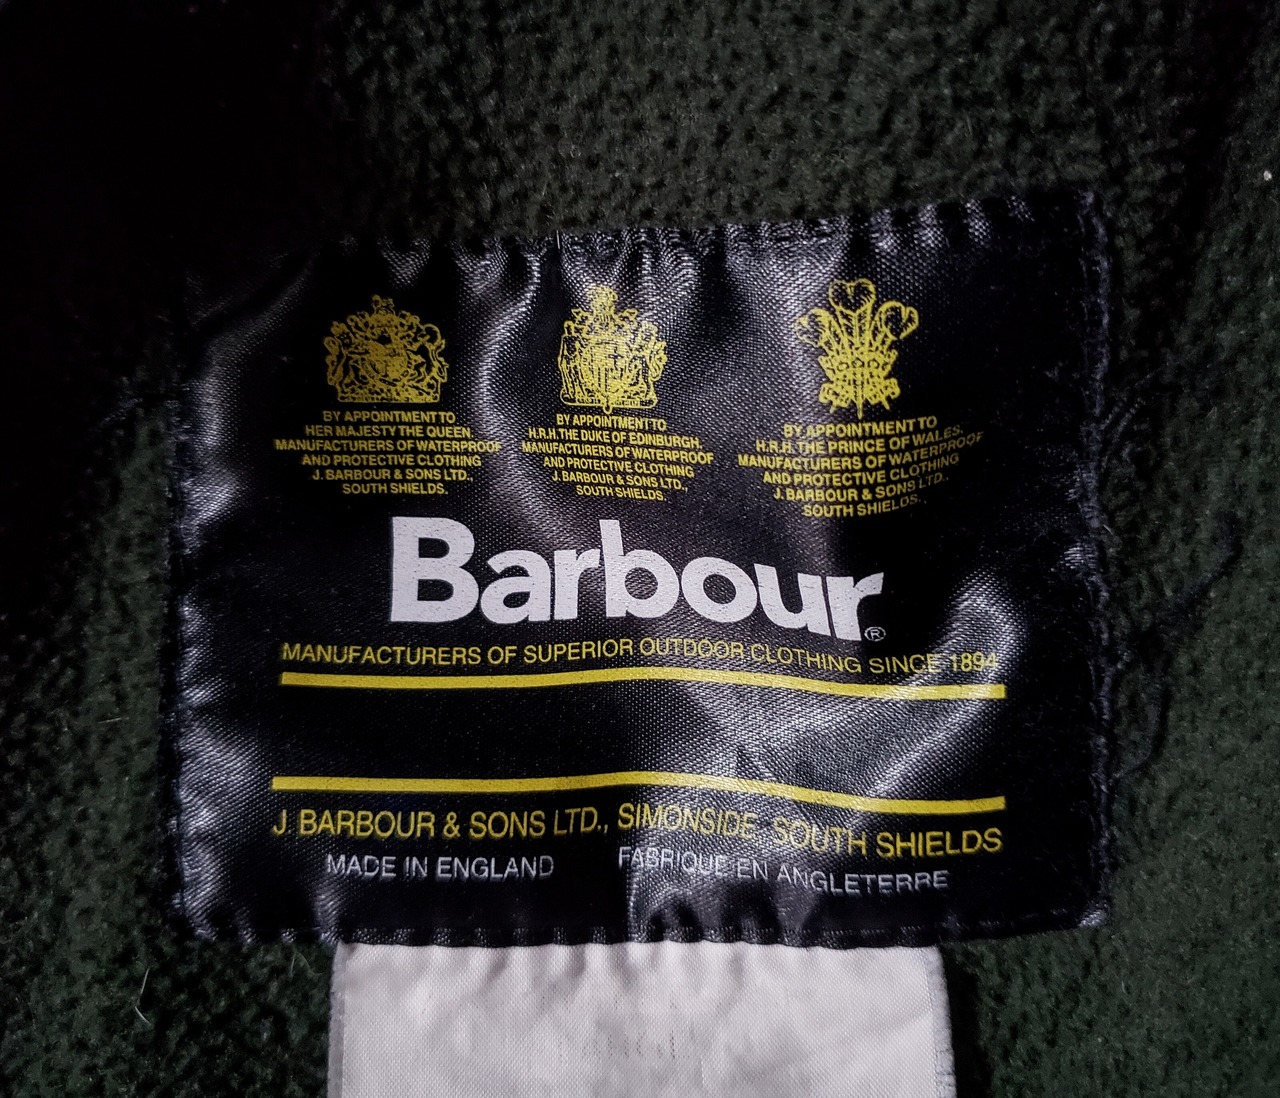 BY APPOINTMENT TO
HER MAJESTY THE QUEEN
MANUFACTURERS OF WATERPROOF
AND PROTECTIVE CLOTHING
J. BARBOUR & SONS LTD.,
SOUTH SHIELDS.
BY APPOINTMENT TO
H.R.H. THE DUKE OF EDINBURGH,
MANUFACTURERS OF WATERPROOF
AND PROTECTIVE CLOTHING
J. BARBOUR & SONS LTD.,
SOUTH SHIELDS.
BY APPOINTMENT TO
H.R.H. THE PRINCE OF WALES.
MANUFACTURERS OF WATERPROOF
AND PROTECTIVE CLOTHING
J. BARBOUR & SONS LTD.,
SOUTH SHIELDS.
Barbour®
MANUFACTURERS OF SUPERIOR OUTDOOR CLOTHING SINCE 1894
J BARBOUR & SONS LTD., SIMONSIDE, SOUTH SHIELDS
MADE IN ENGLAND FABRIQUE EN ANGLETERRE